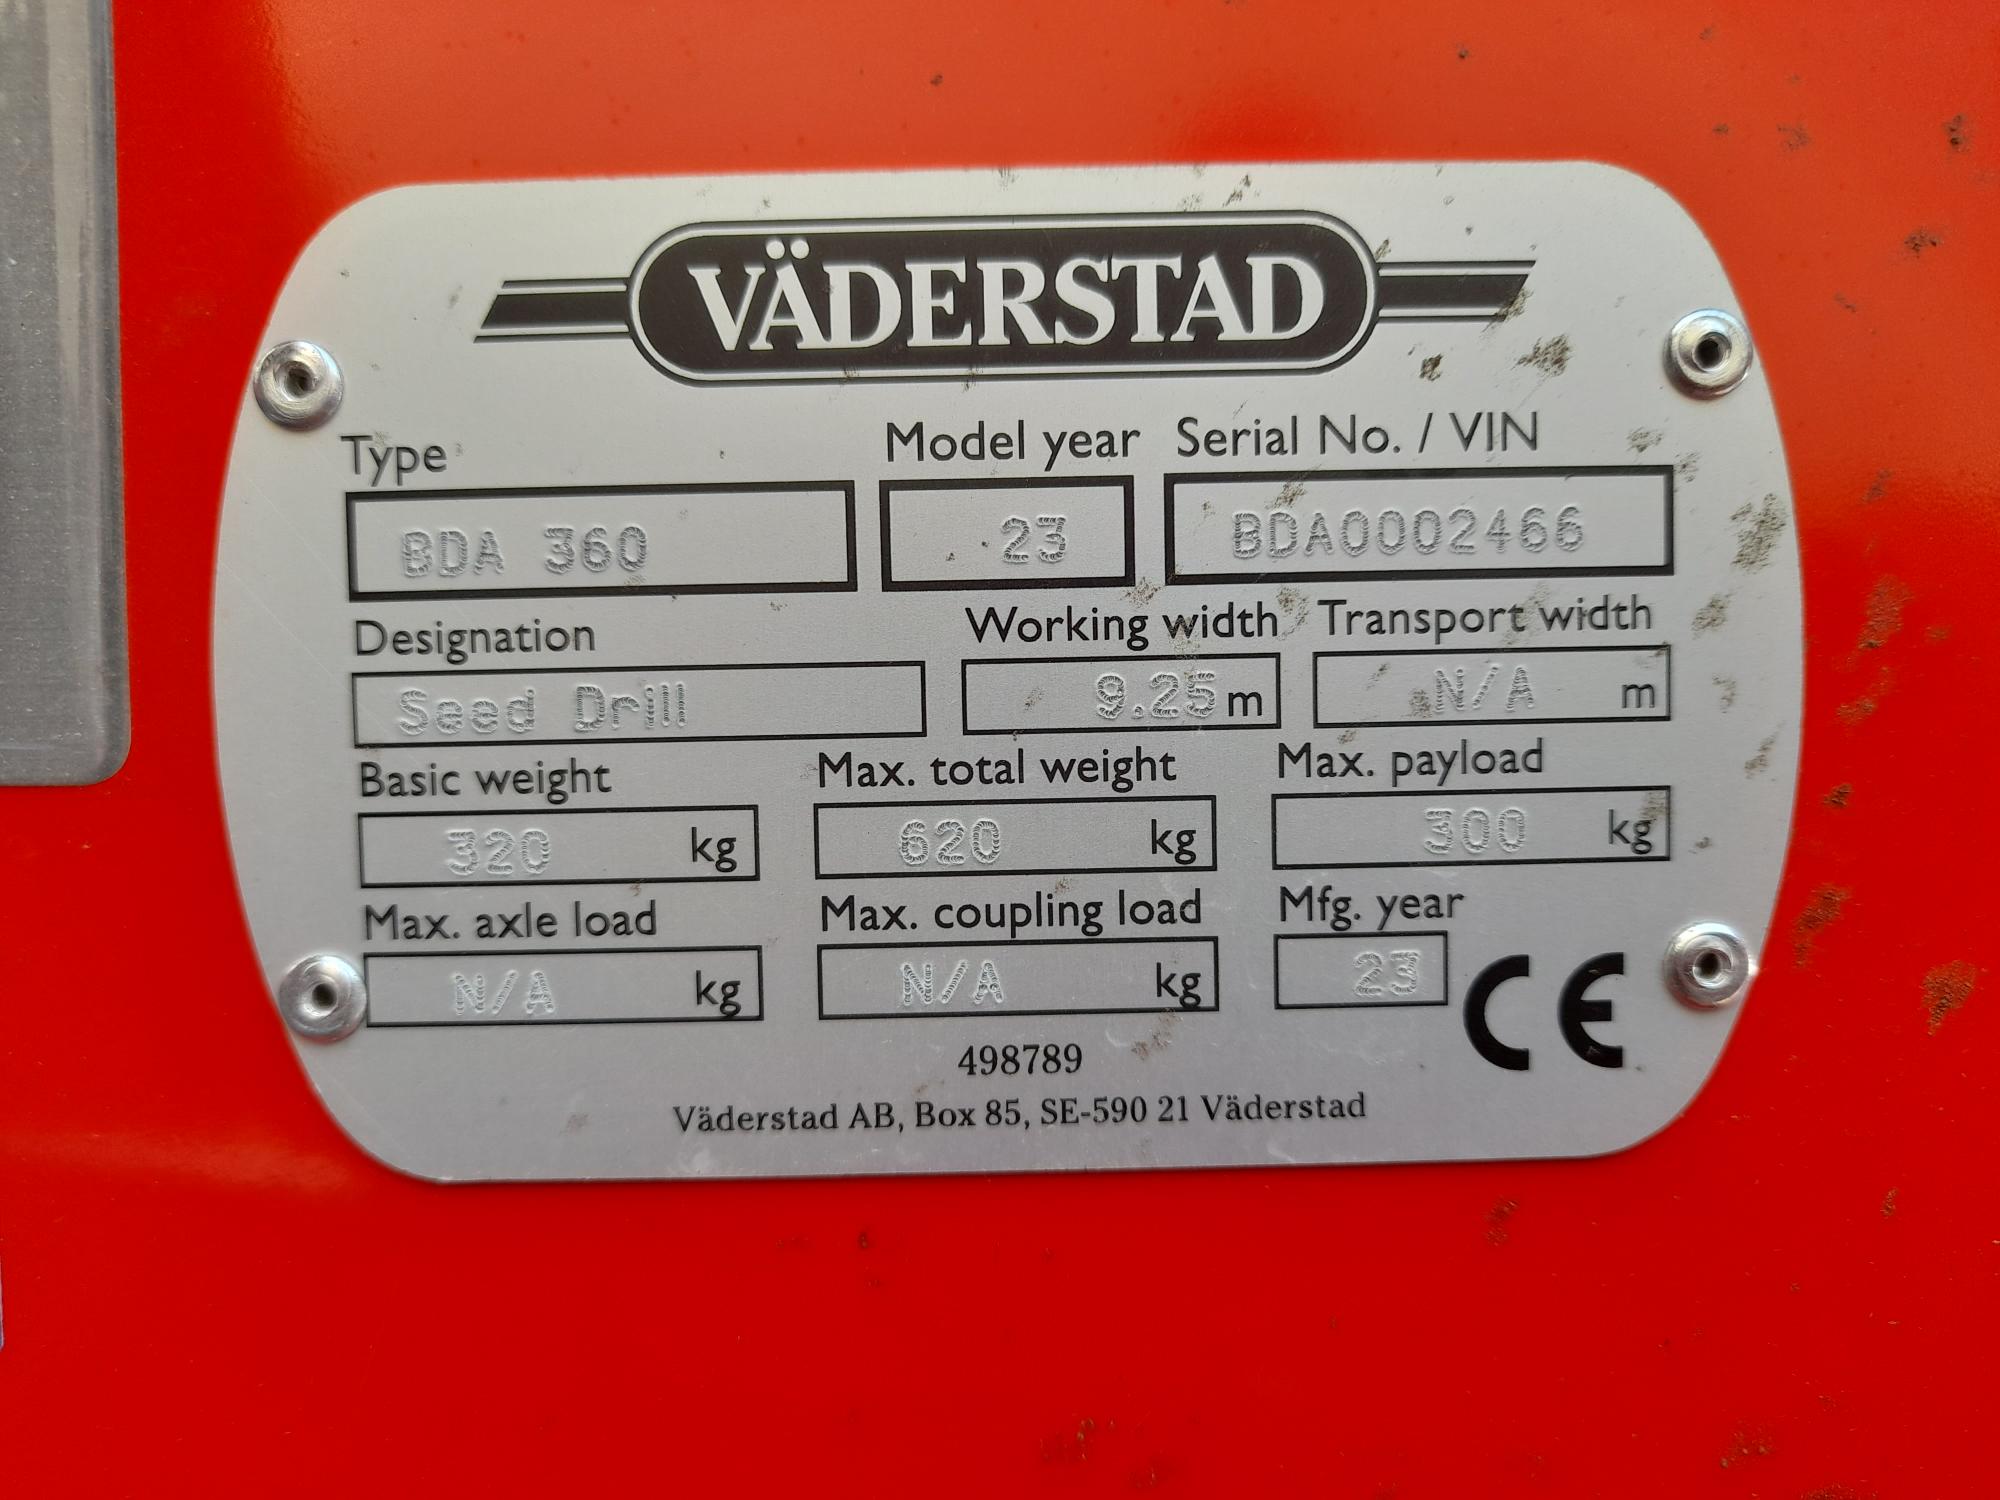 VÄDERSTAD
Type Model year Serial No. / VIN
BDA 360 23 BDA0002466
Designation Working width Transport width
Seed Drill 9.25 m N/A m
Basic weight Max. total weight Max. payload
320 kg 620 kg 300 kg
Max. axle load Max. coupling load Mfg. year
N/A kg N/A kg 23 CE
498789
Väderstad AB, Box 85, SE-590 21 Väderstad